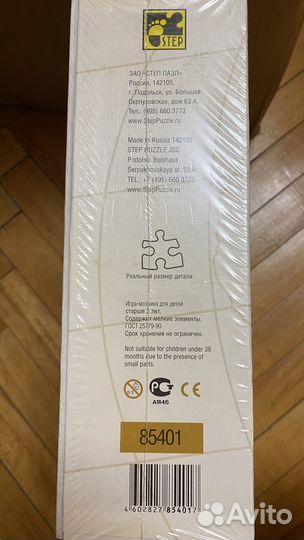 STEP
ЗАО «СТЕП ПАЗЛ»
Россия, 142105,
г. Подольск, ул. Большая
Серпуховская, дом 63 А
Тел.: (495) 660 3773
www.StepPuzzle.ru
Made in Russia 142105
STEP PUZZLE JSC
Podolsk, Bolshaya
Serpukhovskaya st. 63 A
TEL.: +7 (495) 660 3773
www.StepPuzzle.ru
Реальный размер детали
Игра-мозаика для детей
старше 3 лет.
Содержит мелкие элементы.
ГОСТ 25779-90
Срок хранения не ограничен.
Not suitable for children under 36
months due to the presence of
small parts.
0-3
РСТ
CE
АЯ46
85401
4 602827 854017
Avito